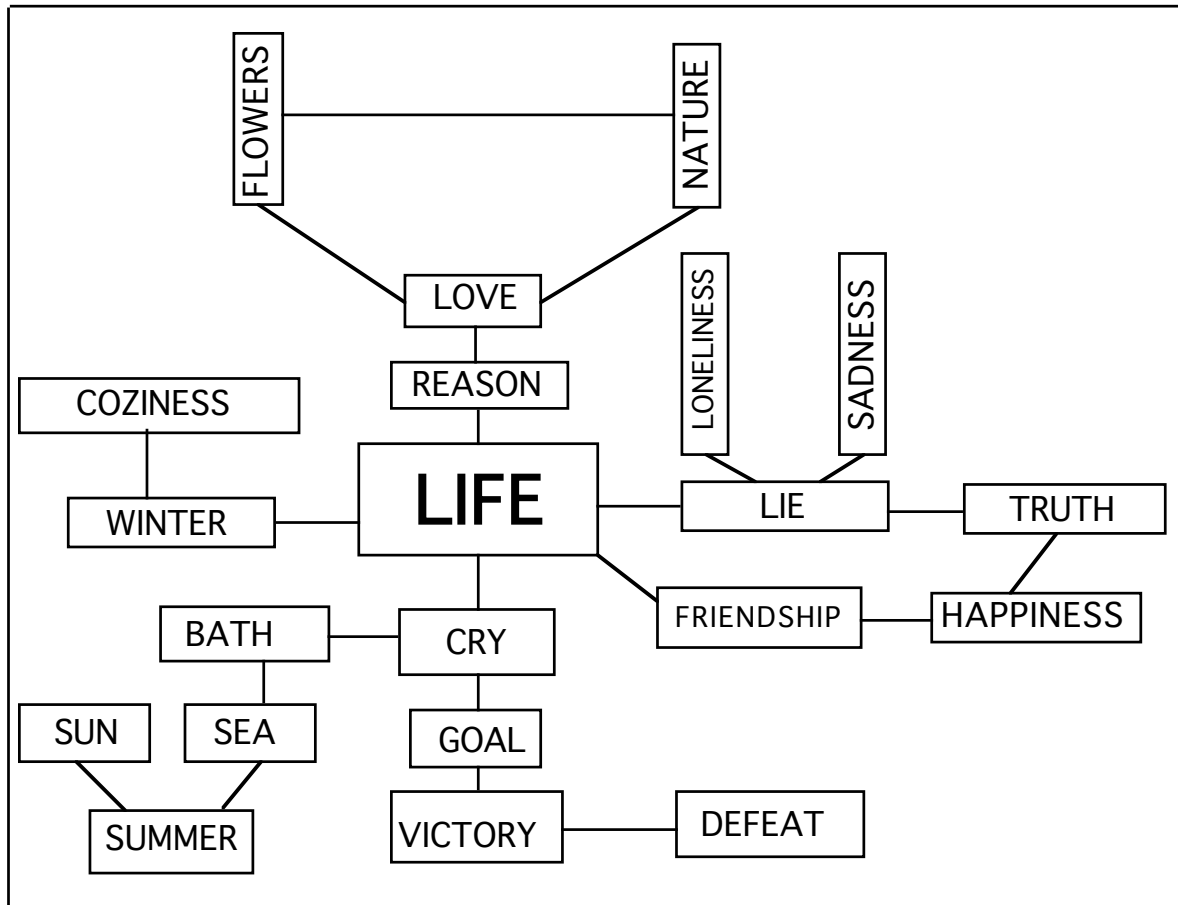 FLOWERS
NATURE
LOVE
LONELINESS
SADNESS
REASON
COZINESS
LIFE
WINTER
LIE
TRUTH
BATH
CRY
FRIENDSHIP
HAPPINESS
SUN
SEA
GOAL
SUMMER
VICTORY
DEFEAT